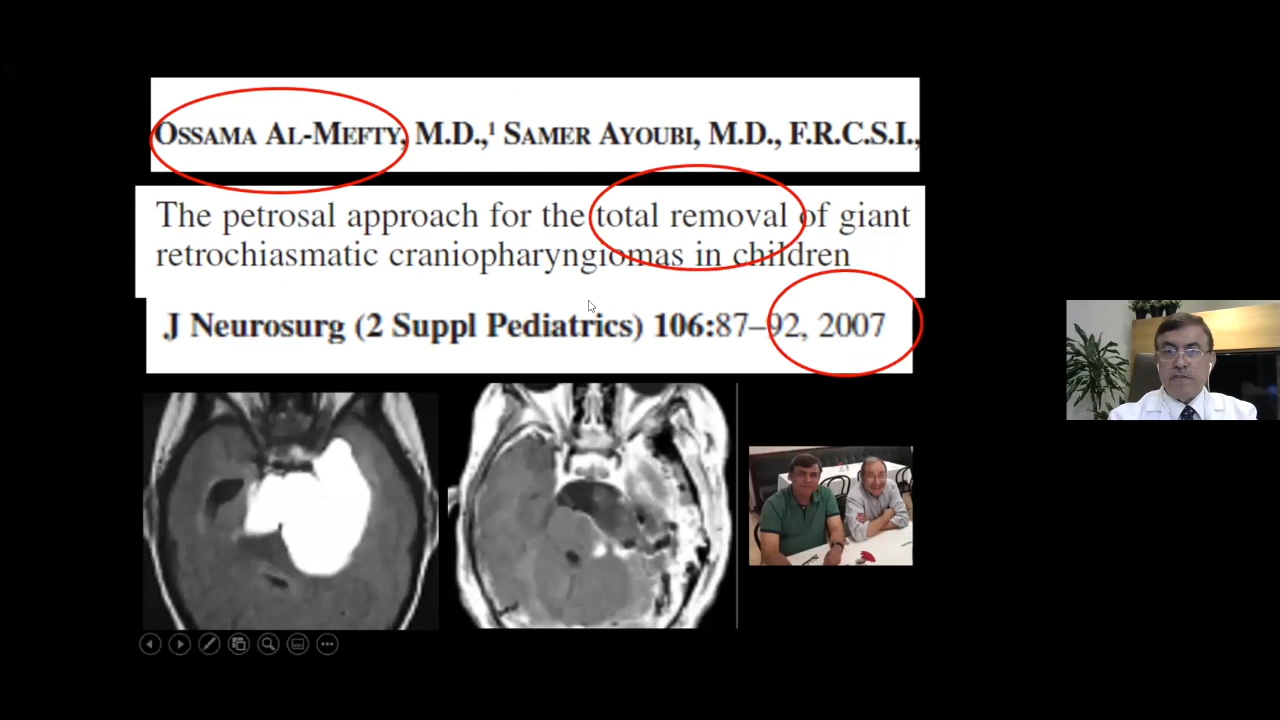 OSSAMA AL-MEFTY, M.D.,¹ SAMER AYOUBI, M.D., F.R.C.S.I.,
The petrosal approach for the total removal of giant
retrochiasmatic craniopharyngiomas in children
J Neurosurg (2 Suppl Pediatrics) 106:87–92, 2007